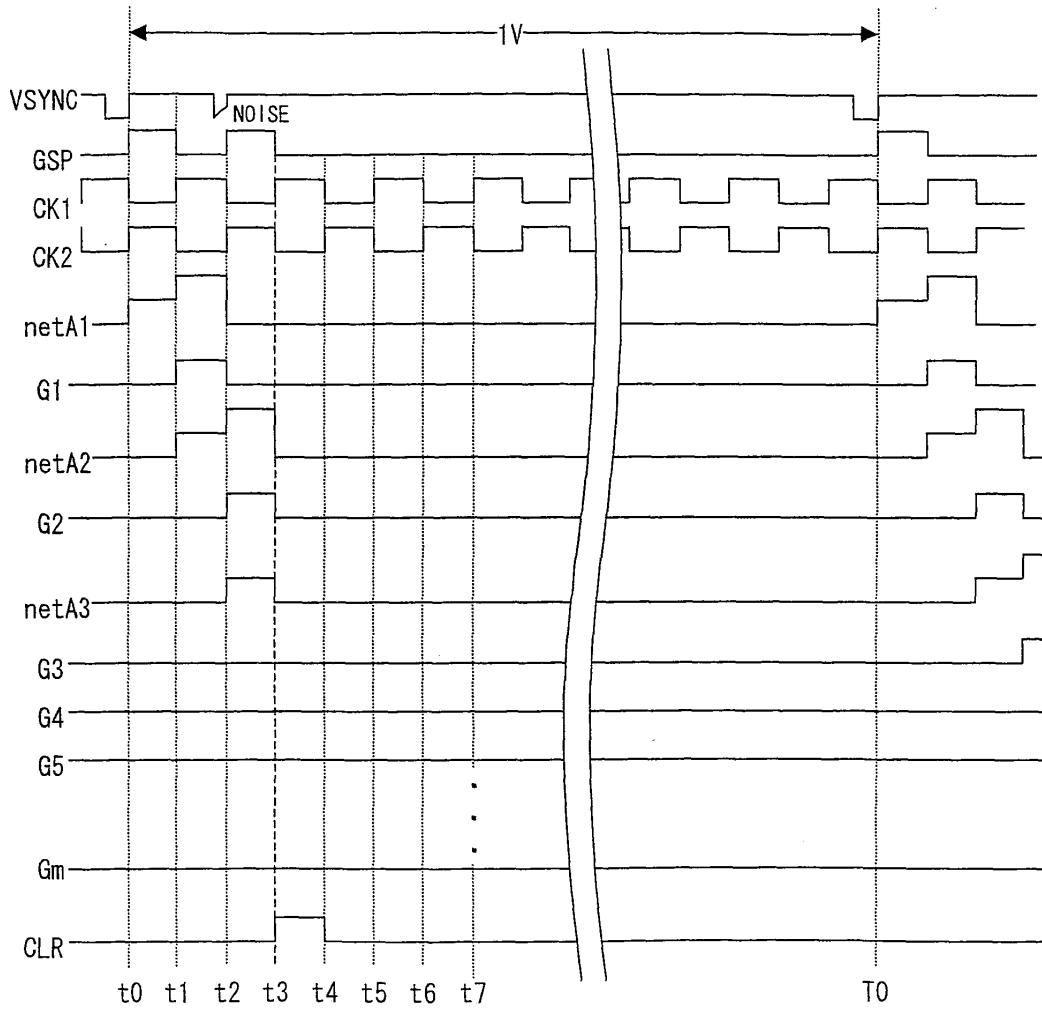 1V
VSYNC
NOISE
GSP
CK1
CK2
netA1
G1
netA2
G2
netA3
G3
G4
G5
Gm
CLR
t0 t1 t2 t3 t4 t5 t6 t7 T0